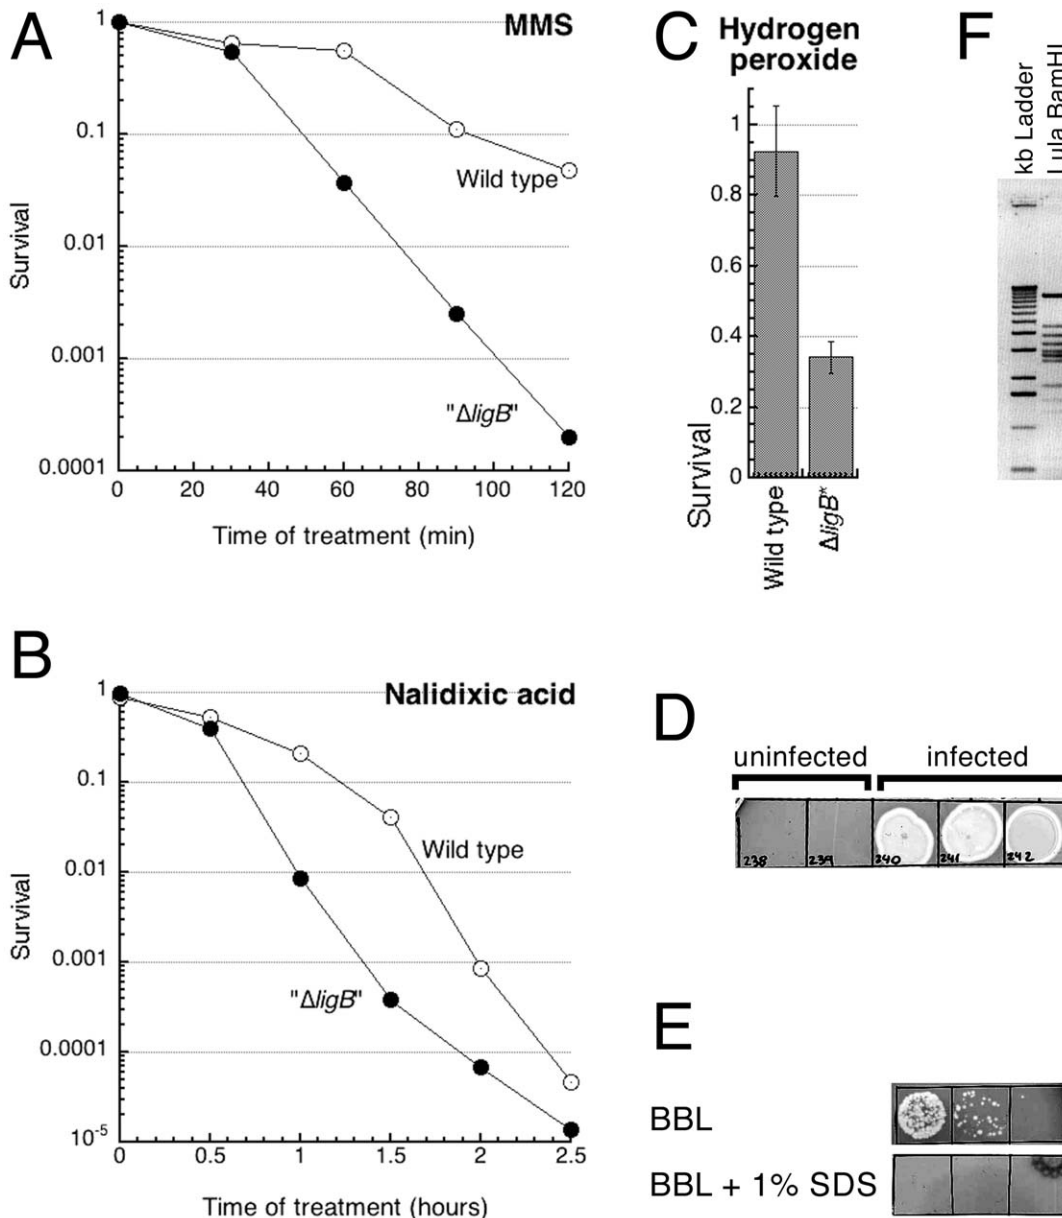 A
MMS
1
0.1
0.01
0.001
0.0001
Survival
Wild type
"ΔligB"
0
20
40
60
80
100
120
Time of treatment (min)
B
Nalidixic acid
1
0.1
0.01
0.001
0.0001
10-5
Survival
Wild type
"ΔligB"
0
0.5
1
1.5
2
2.5
Time of treatment (hours)
C
Hydrogen
peroxide
1
0.8
0.6
0.4
0.2
0
Survival
Wild type
ΔligB*
D
uninfected
infected
238
239
240
241
242
E
BBL
BBL + 1% SDS
F
kb Ladder
Lula BamHI